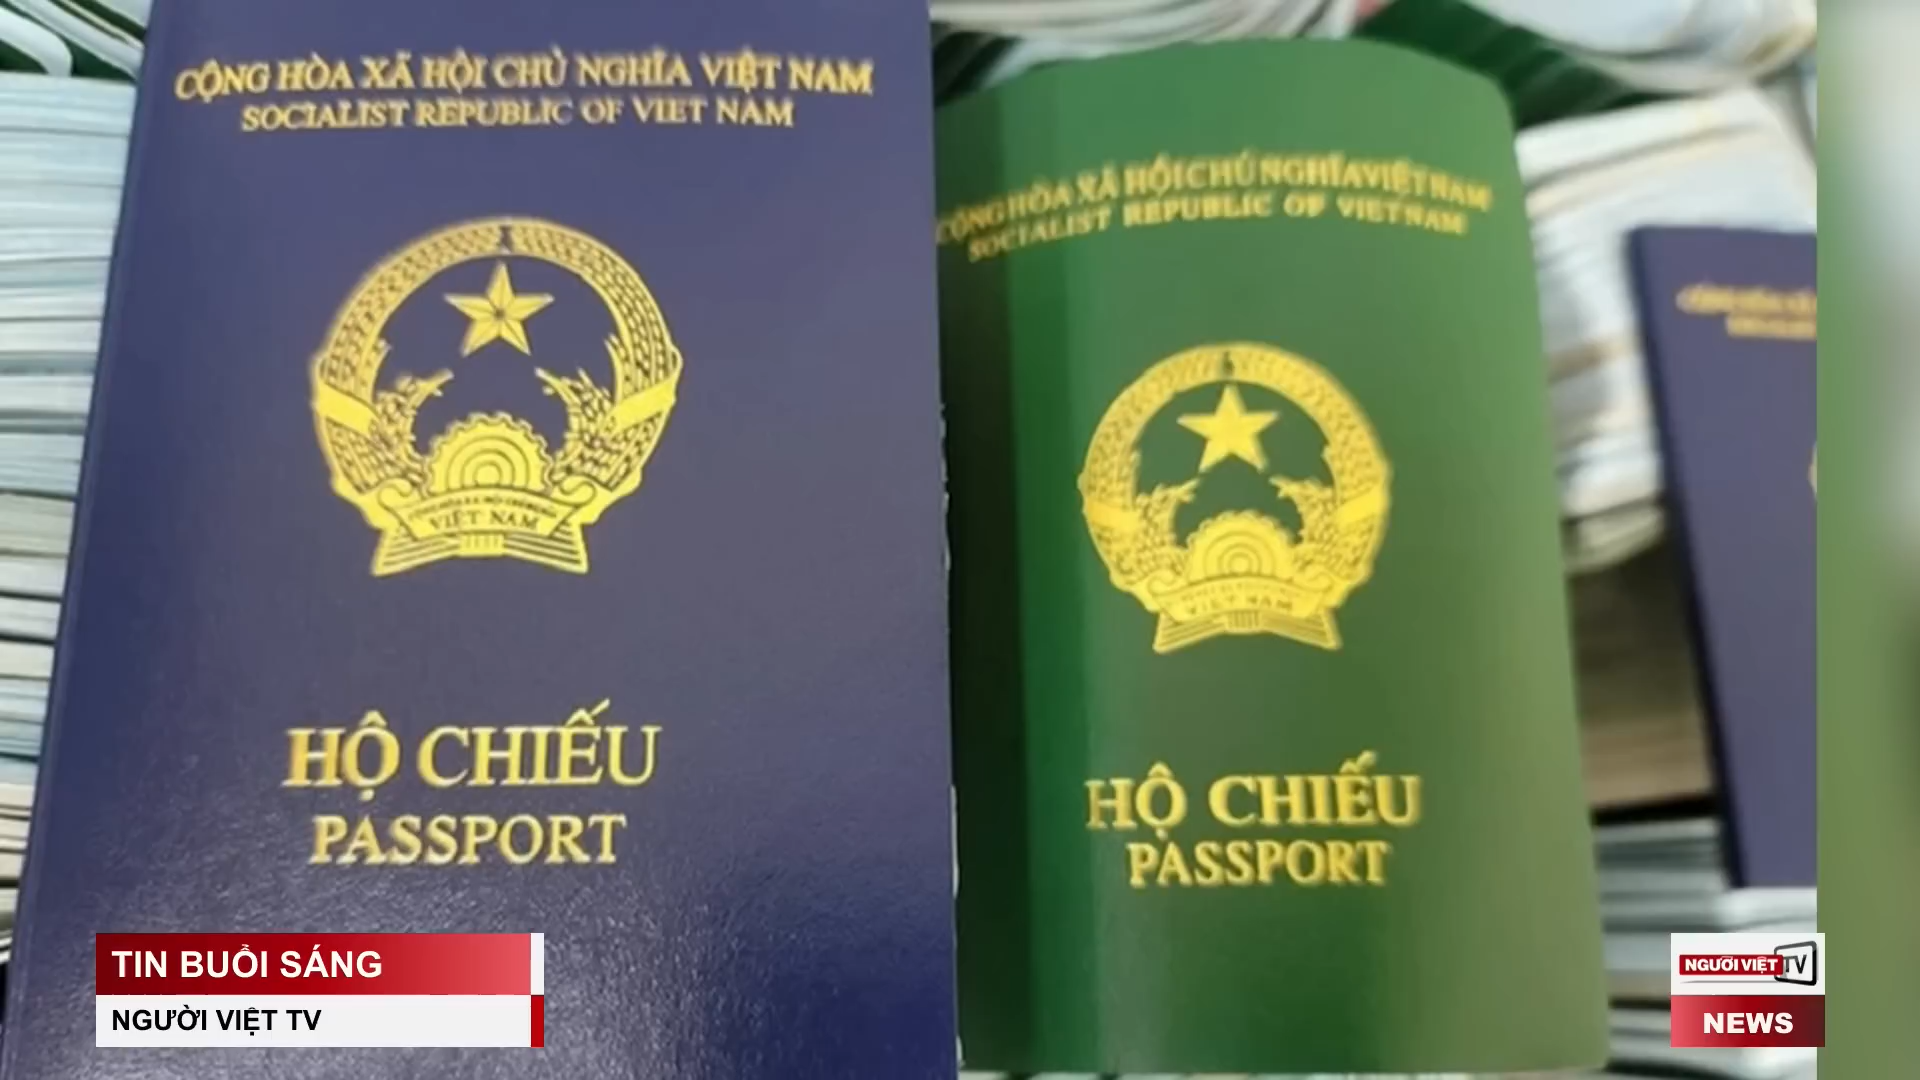 CỘNG HÒA XÃ HỘI CHỦ NGHĨA VIỆT NAM
SOCIALIST REPUBLIC OF VIET NAM
VIỆT NAM
HỘ CHIẾU
PASSPORT
CỘNG HÒA XÃ HỘI CHỦ NGHĨA VIỆT NAM
SOCIALIST REPUBLIC OF VIETNAM
VIỆT NAM
HỘ CHIẾU
PASSPORT
TIN BUỔI SÁNG
NGƯỜI VIỆT TV
NGƯỜI VIỆT TV
NEWS